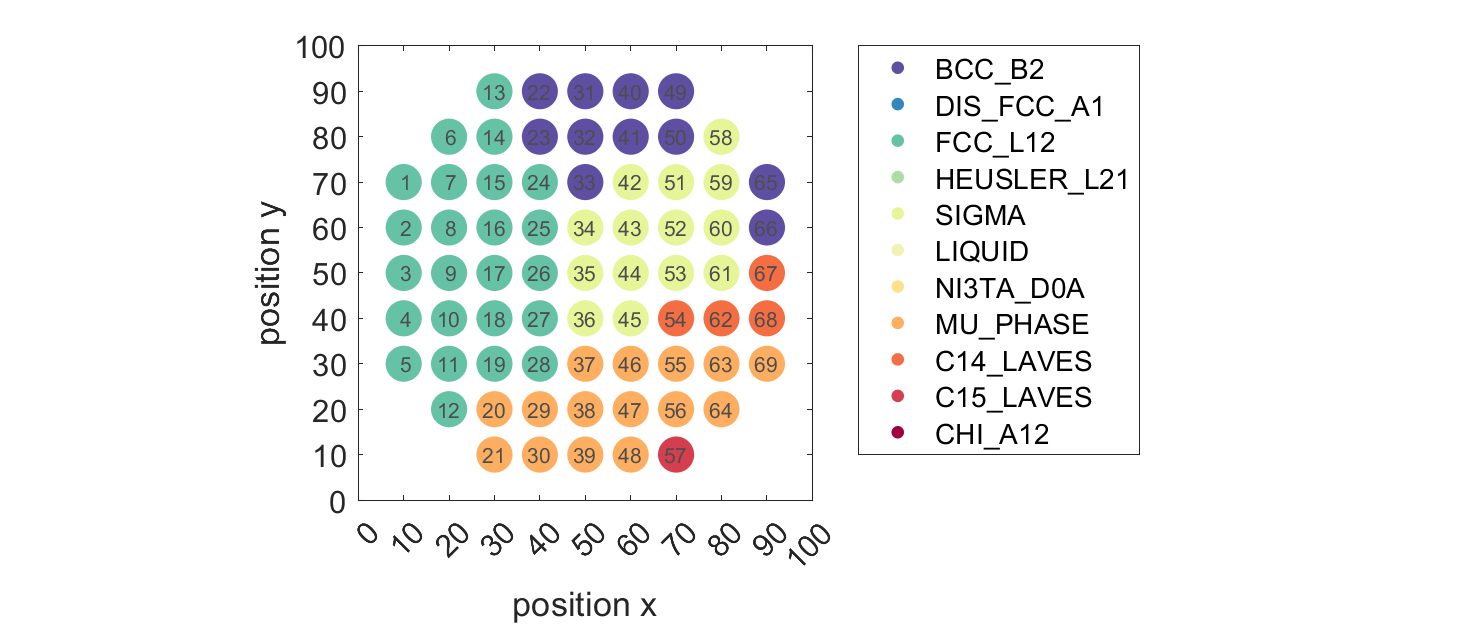 100
90
80
70
60
50
40
30
20
10
0
position y
13 22 31 40 49
6 14 23 32 41 50 58
1 7 15 24 33 42 51 59 65
2 8 16 25 34 43 52 60 66
3 9 17 26 35 44 53 61 67
4 10 18 27 36 45 54 62 68
5 11 19 28 37 46 55 63 69
12 20 29 38 47 56 64
21 30 39 48 57
0 10 20 30 40 50 60 70 80 90 100
position x
BCC_B2
DIS_FCC_A1
FCC_L12
HEUSLER_L21
SIGMA
LIQUID
NI3TA_D0A
MU_PHASE
C14_LAVES
C15_LAVES
CHI_A12